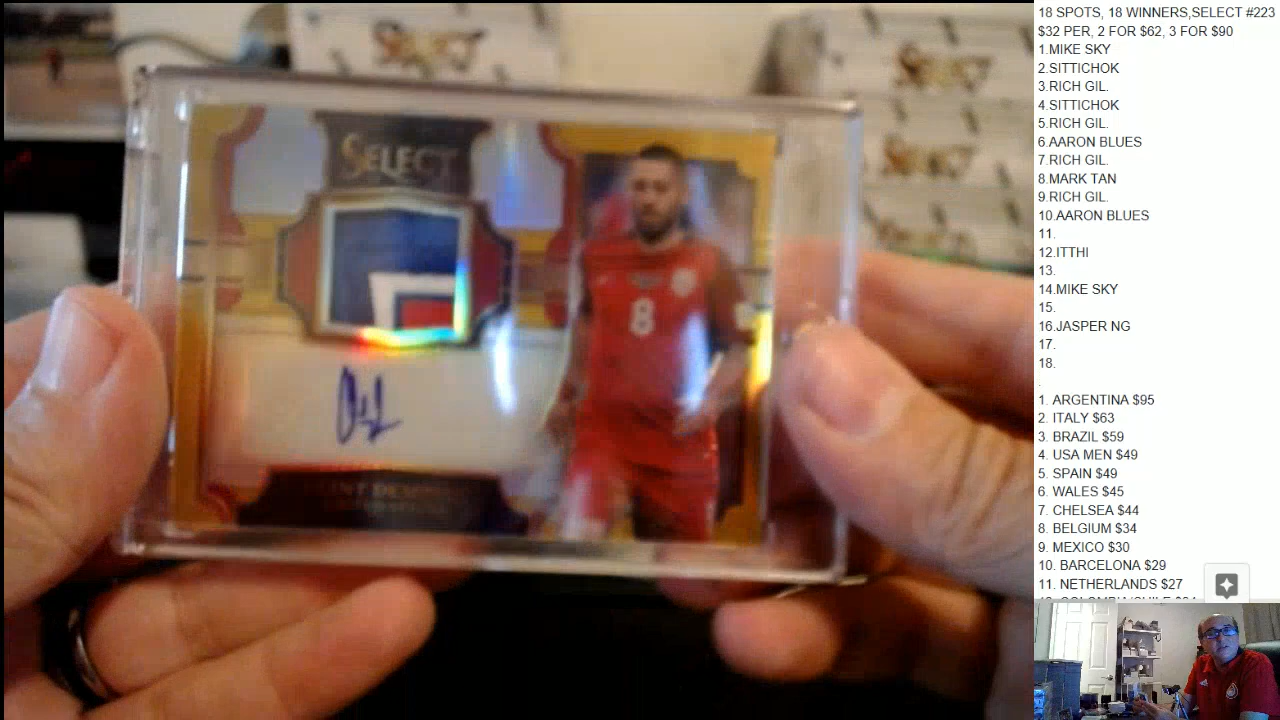 SELECT
8
CLINT DEMPSEY
18 SPOTS, 18 WINNERS,SELECT #223
$32 PER, 2 FOR $62, 3 FOR $90
1.MIKE SKY
2.SITTICHOK
3.RICH GIL.
4.SITTICHOK
5.RICH GIL.
6.AARON BLUES
7.RICH GIL.
8.MARK TAN
9.RICH GIL.
10.AARON BLUES
11.
12.ITTHI
13.
14.MIKE SKY
15.
16.JASPER NG
17.
18.
.
1. ARGENTINA $95
2. ITALY $63
3. BRAZIL $59
4. USA MEN $49
5. SPAIN $49
6. WALES $45
7. CHELSEA $44
8. BELGIUM $34
9. MEXICO $30
10. BARCELONA $29
11. NETHERLANDS $27